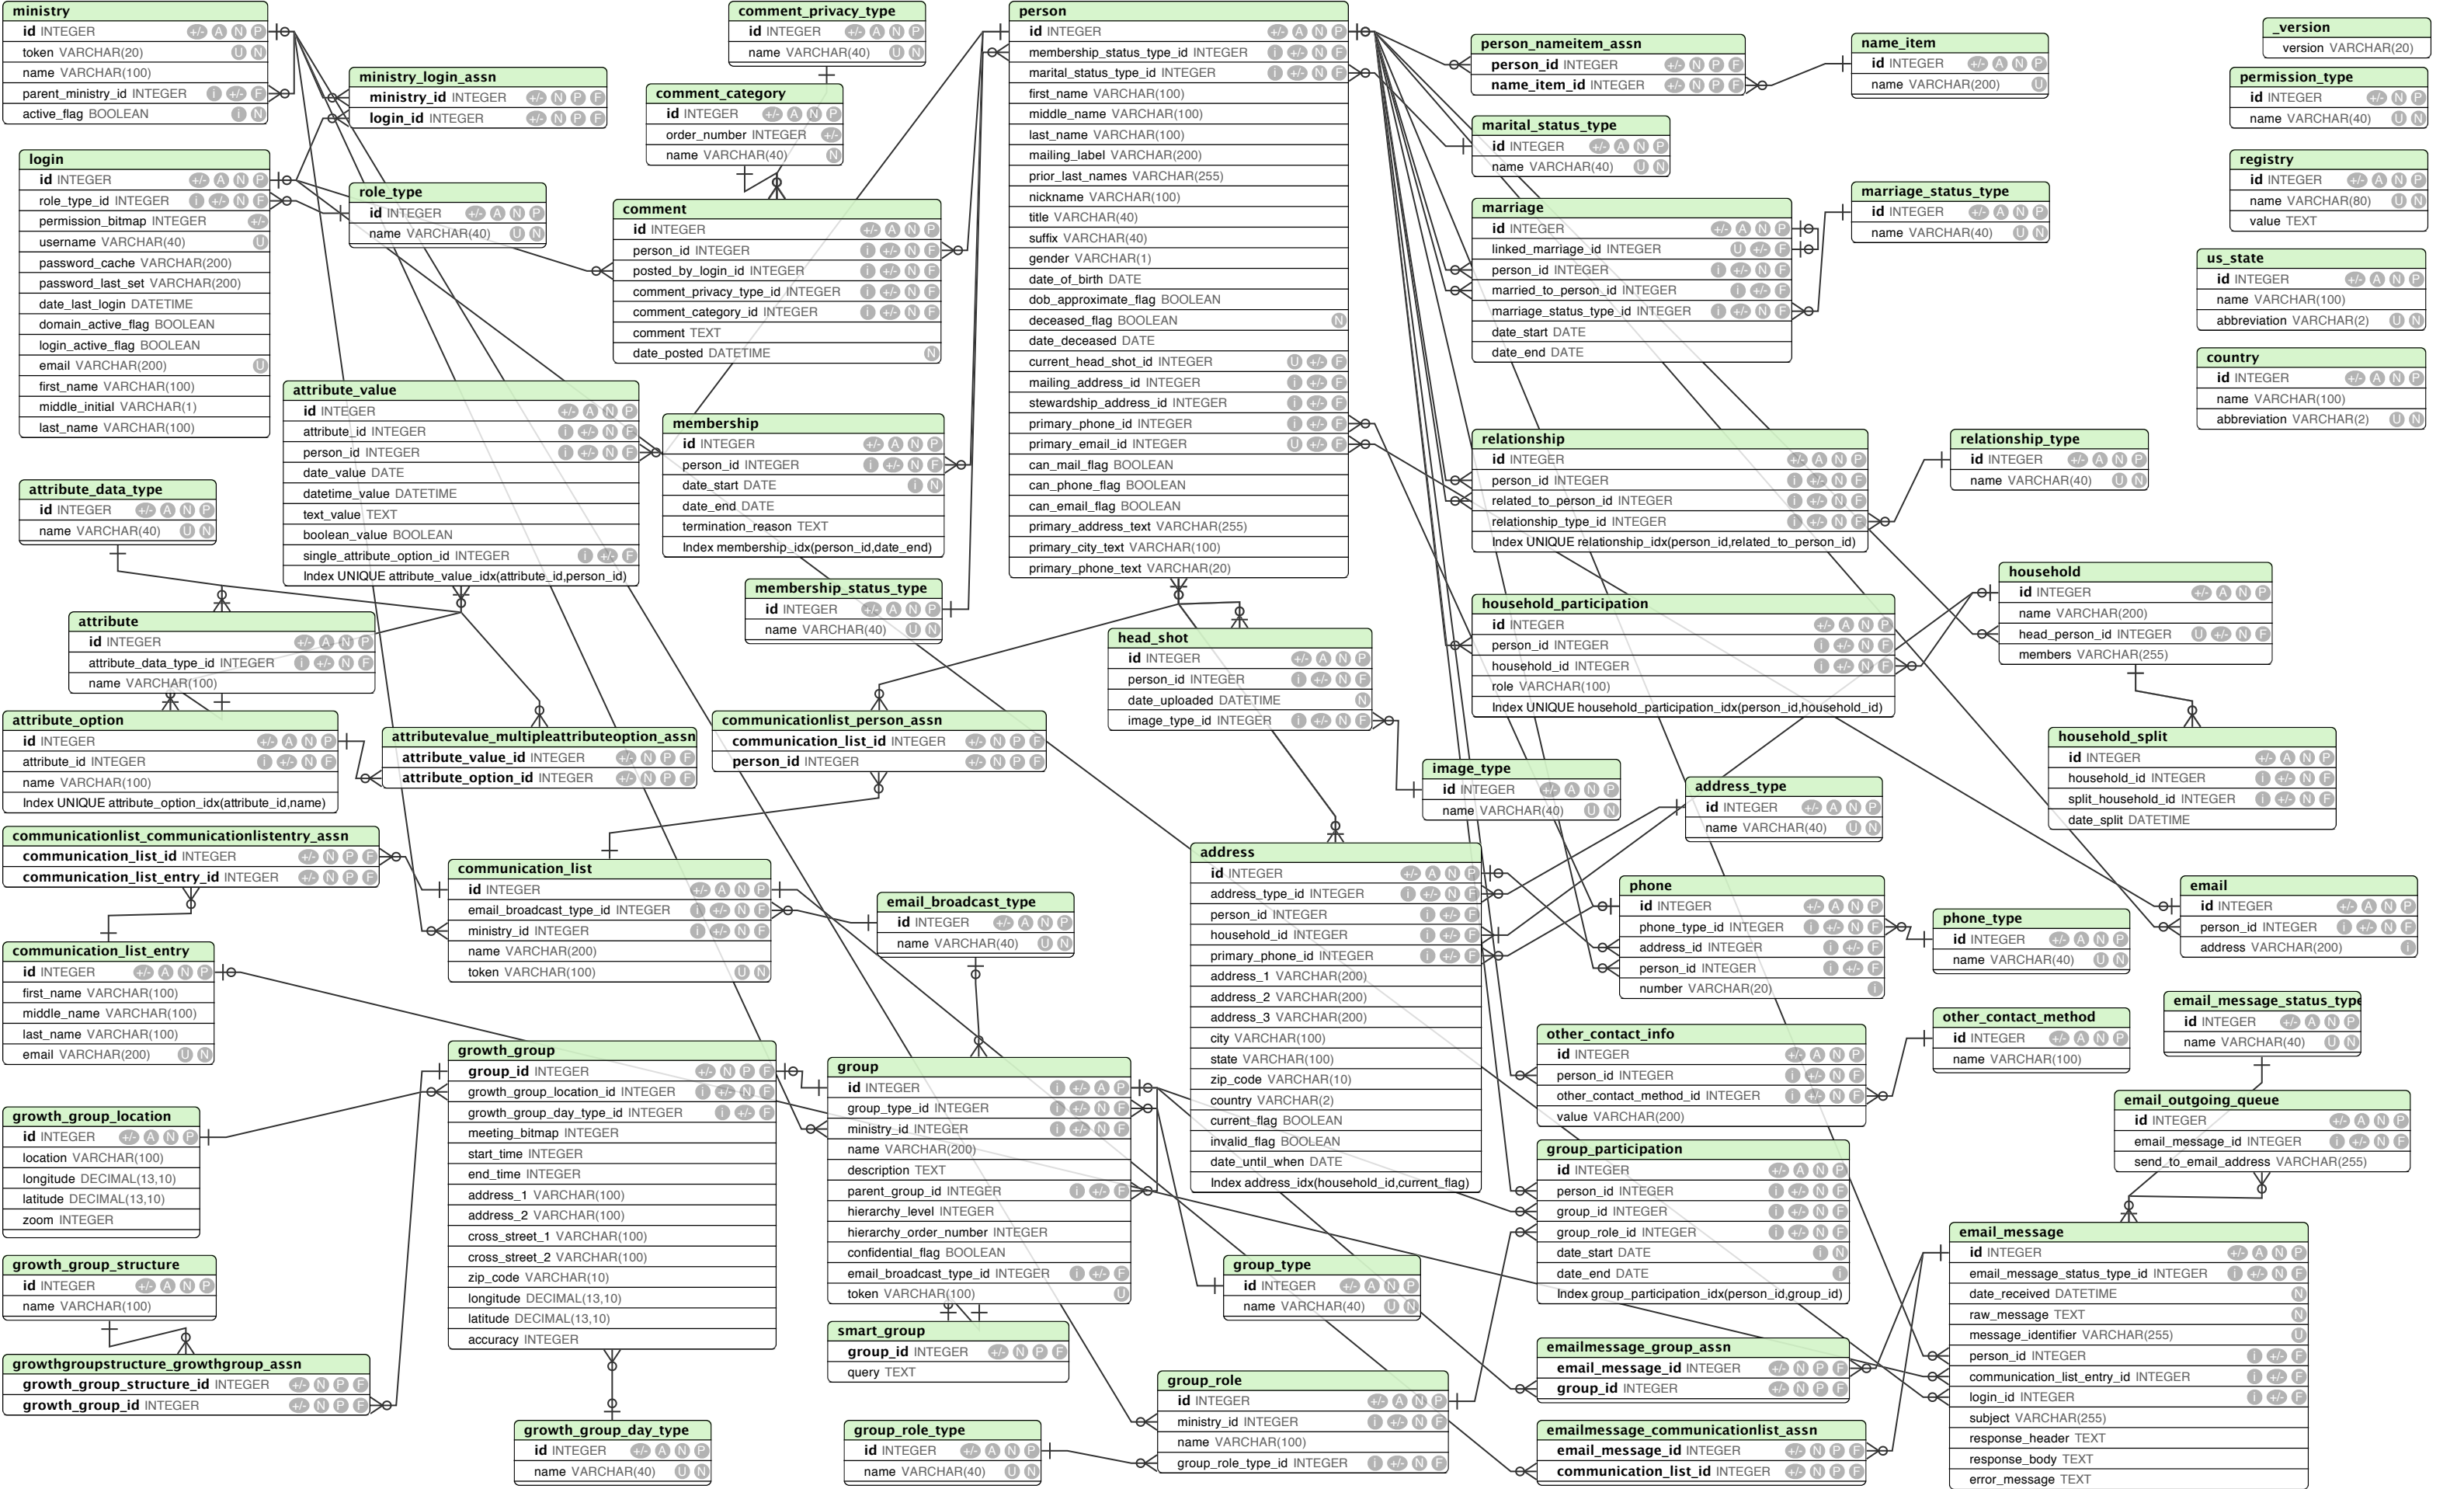 ministry
id INTEGER +/- A N P
token VARCHAR(20) U N
name VARCHAR(100)
parent_ministry_id INTEGER i +/- F
active_flag BOOLEAN i N
ministry_login_assn
ministry_id INTEGER +/- N P F
login_id INTEGER +/- N P F
login
id INTEGER +/- A N P
role_type_id INTEGER i +/- N F
permission_bitmap INTEGER +/-
username VARCHAR(40) U
password_cache VARCHAR(200)
password_last_set VARCHAR(200)
date_last_login DATETIME
domain_active_flag BOOLEAN
login_active_flag BOOLEAN
email VARCHAR(200) U
first_name VARCHAR(100)
middle_initial VARCHAR(1)
last_name VARCHAR(100)
role_type
id INTEGER +/- A N P
name VARCHAR(40) U N
comment_privacy_type
id INTEGER +/- A N P
name VARCHAR(40) U N
comment_category
id INTEGER +/- A N P
order_number INTEGER +/-
name VARCHAR(40) N
comment
id INTEGER +/- A N P
person_id INTEGER i +/- N F
posted_by_login_id INTEGER i +/- N F
comment_privacy_type_id INTEGER i +/- N F
comment_category_id INTEGER i +/- N F
comment TEXT
date_posted DATETIME N
person
id INTEGER +/- A N P
membership_status_type_id INTEGER i +/- N F
marital_status_type_id INTEGER i +/- N F
first_name VARCHAR(100)
middle_name VARCHAR(100)
last_name VARCHAR(100)
mailing_label VARCHAR(200)
prior_last_names VARCHAR(255)
nickname VARCHAR(100)
title VARCHAR(40)
suffix VARCHAR(40)
gender VARCHAR(1)
date_of_birth DATE
dob_approximate_flag BOOLEAN
deceased_flag BOOLEAN N
date_deceased DATE
current_head_shot_id INTEGER U +/- F
mailing_address_id INTEGER i +/- F
stewardship_address_id INTEGER i +/- F
primary_phone_id INTEGER i +/- F
primary_email_id INTEGER U +/- F
can_mail_flag BOOLEAN
can_phone_flag BOOLEAN
can_email_flag BOOLEAN
primary_address_text VARCHAR(255)
primary_city_text VARCHAR(100)
primary_phone_text VARCHAR(20)
person_nameitem_assn
person_id INTEGER +/- N P F
name_item_id INTEGER +/- N P F
name_item
id INTEGER +/- A N P
name VARCHAR(200) U
marital_status_type
id INTEGER +/- A N P
name VARCHAR(40) U N
marriage
id INTEGER +/- A N P
linked_marriage_id INTEGER U +/- F
person_id INTEGER i +/- N F
married_to_person_id INTEGER i +/- F
marriage_status_type_id INTEGER i +/- N F
date_start DATE
date_end DATE
marriage_status_type
id INTEGER +/- A N P
name VARCHAR(40) U N
_version
version VARCHAR(20)
permission_type
id INTEGER +/- N P
name VARCHAR(40) U N
registry
id INTEGER +/- A N P
name VARCHAR(80) U N
value TEXT
us_state
id INTEGER +/- A N P
name VARCHAR(100)
abbreviation VARCHAR(2) U N
country
id INTEGER +/- A N P
name VARCHAR(100)
abbreviation VARCHAR(2) U N
attribute_value
id INTEGER +/- A N P
attribute_id INTEGER i +/- N F
person_id INTEGER i +/- N F
date_value DATE
datetime_value DATETIME
text_value TEXT
boolean_value BOOLEAN
single_attribute_option_id INTEGER i +/- F
Index UNIQUE attribute_value_idx(attribute_id,person_id)
membership
id INTEGER +/- A N P
person_id INTEGER i +/- N F
date_start DATE i N
date_end DATE
termination_reason TEXT
Index membership_idx(person_id,date_end)
membership_status_type
id INTEGER +/- A N P
name VARCHAR(40) U N
attribute_data_type
id INTEGER +/- A N P
name VARCHAR(40) U N
attribute
id INTEGER +/- A N P
attribute_data_type_id INTEGER i +/- N F
name VARCHAR(100)
attribute_option
id INTEGER +/- A N P
attribute_id INTEGER i +/- N F
name VARCHAR(100)
Index UNIQUE attribute_option_idx(attribute_id,name)
attributevalue_multipleattributeoption_assn
attribute_value_id INTEGER +/- N P F
attribute_option_id INTEGER +/- N P F
relationship
id INTEGER +/- A N P
person_id INTEGER i +/- N F
related_to_person_id INTEGER i +/- N F
relationship_type_id INTEGER i +/- N F
Index UNIQUE relationship_idx(person_id,related_to_person_id)
relationship_type
id INTEGER +/- A N P
name VARCHAR(40) U N
household
id INTEGER +/- A N P
name VARCHAR(200)
head_person_id INTEGER U +/- N F
members VARCHAR(255)
household_participation
id INTEGER +/- A N P
person_id INTEGER i +/- N F
household_id INTEGER i +/- N F
role VARCHAR(100)
Index UNIQUE household_participation_idx(person_id,household_id)
household_split
id INTEGER +/- A N P
household_id INTEGER i +/- N F
split_household_id INTEGER i +/- N F
date_split DATETIME
head_shot
id INTEGER +/- A N P
person_id INTEGER i +/- N F
date_uploaded DATETIME N
image_type_id INTEGER i +/- N F
image_type
id INTEGER +/- A N P
name VARCHAR(40) U N
communicationlist_person_assn
communication_list_id INTEGER +/- N P F
person_id INTEGER +/- N P F
communicationlist_communicationlistentry_assn
communication_list_id INTEGER +/- N P F
communication_list_entry_id INTEGER +/- N P F
communication_list
id INTEGER +/- A N P
email_broadcast_type_id INTEGER i +/- N F
ministry_id INTEGER i +/- N F
name VARCHAR(200)
token VARCHAR(100) U N
email_broadcast_type
id INTEGER +/- A N P
name VARCHAR(40) U N
communication_list_entry
id INTEGER +/- A N P
first_name VARCHAR(100)
middle_name VARCHAR(100)
last_name VARCHAR(100)
email VARCHAR(200) U N
address_type
id INTEGER +/- A N P
name VARCHAR(40) U N
address
id INTEGER +/- A N P
address_type_id INTEGER i +/- N F
person_id INTEGER i +/- F
household_id INTEGER i +/- F
primary_phone_id INTEGER i +/- F
address_1 VARCHAR(200)
address_2 VARCHAR(200)
address_3 VARCHAR(200)
city VARCHAR(100)
state VARCHAR(100)
zip_code VARCHAR(10)
country VARCHAR(2)
current_flag BOOLEAN
invalid_flag BOOLEAN
date_until_when DATE
Index address_idx(household_id,current_flag)
phone
id INTEGER +/- A N P
phone_type_id INTEGER i +/- N F
address_id INTEGER i +/- F
person_id INTEGER i +/- F
number VARCHAR(20) i
phone_type
id INTEGER +/- A N P
name VARCHAR(40) U N
email
id INTEGER +/- A N P
person_id INTEGER i +/- N F
address VARCHAR(200) i
other_contact_info
id INTEGER +/- A N P
person_id INTEGER i +/- N F
other_contact_method_id INTEGER i +/- N F
value VARCHAR(200)
other_contact_method
id INTEGER +/- A N P
name VARCHAR(100)
email_message_status_type
id INTEGER +/- A N P
name VARCHAR(40) U N
email_outgoing_queue
id INTEGER +/- A N P
email_message_id INTEGER i +/- N F
send_to_email_address VARCHAR(255)
growth_group_location
id INTEGER +/- A N P
location VARCHAR(100)
longitude DECIMAL(13,10)
latitude DECIMAL(13,10)
zoom INTEGER
growth_group
group_id INTEGER +/- N P F
growth_group_location_id INTEGER i +/- N F
growth_group_day_type_id INTEGER i +/- F
meeting_bitmap INTEGER
start_time INTEGER
end_time INTEGER
address_1 VARCHAR(100)
address_2 VARCHAR(100)
cross_street_1 VARCHAR(100)
cross_street_2 VARCHAR(100)
zip_code VARCHAR(10)
longitude DECIMAL(13,10)
latitude DECIMAL(13,10)
accuracy INTEGER
group
id INTEGER i +/- A P
group_type_id INTEGER i +/- N F
ministry_id INTEGER i +/- N F
name VARCHAR(200)
description TEXT
parent_group_id INTEGER i +/- F
hierarchy_level INTEGER
hierarchy_order_number INTEGER
confidential_flag BOOLEAN
email_broadcast_type_id INTEGER i +/- F
token VARCHAR(100) U
growth_group_structure
id INTEGER +/- A N P
name VARCHAR(100)
growthgroupstructure_growthgroup_assn
growth_group_structure_id INTEGER +/- N P F
growth_group_id INTEGER +/- N P F
growth_group_day_type
id INTEGER +/- A N P
name VARCHAR(40) U N
smart_group
group_id INTEGER +/- N P F
query TEXT
group_role_type
id INTEGER +/- A N P
name VARCHAR(40) U N
group_type
id INTEGER +/- A N P
name VARCHAR(40) U N
group_role
id INTEGER +/- A N P
ministry_id INTEGER i +/- N F
name VARCHAR(100)
group_role_type_id INTEGER i +/- N F
group_participation
id INTEGER +/- A N P
person_id INTEGER i +/- N F
group_id INTEGER i +/- N F
group_role_id INTEGER i +/- N F
date_start DATE i N
date_end DATE i
Index group_participation_idx(person_id,group_id)
emailmessage_group_assn
email_message_id INTEGER +/- N P F
group_id INTEGER +/- N P F
emailmessage_communicationlist_assn
email_message_id INTEGER +/- N P F
communication_list_id INTEGER +/- N P F
email_message
id INTEGER +/- A N P
email_message_status_type_id INTEGER i +/- N F
date_received DATETIME N
raw_message TEXT N
message_identifier VARCHAR(255) U
person_id INTEGER i +/- F
communication_list_entry_id INTEGER i +/- F
login_id INTEGER i +/- F
subject VARCHAR(255)
response_header TEXT
response_body TEXT
error_message TEXT